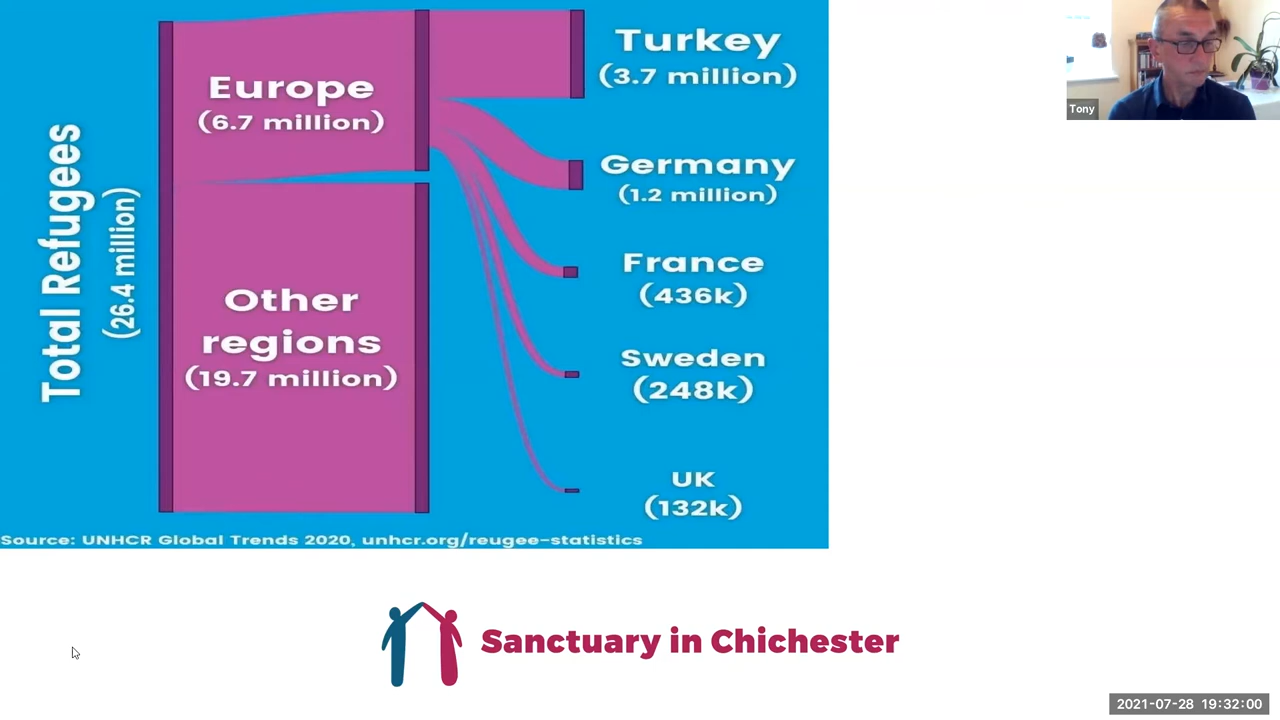 Total Refugees
(26.4 million)
Europe
(6.7 million)
Other
regions
(19.7 million)
Turkey
(3.7 million)
Germany
(1.2 million)
France
(436k)
Sweden
(248k)
UK
(132k)
Source: UNHCR Global Trends 2020, unhcr.org/reugee-statistics
Sanctuary in Chichester
Tony
2021-07-28 19:32:00